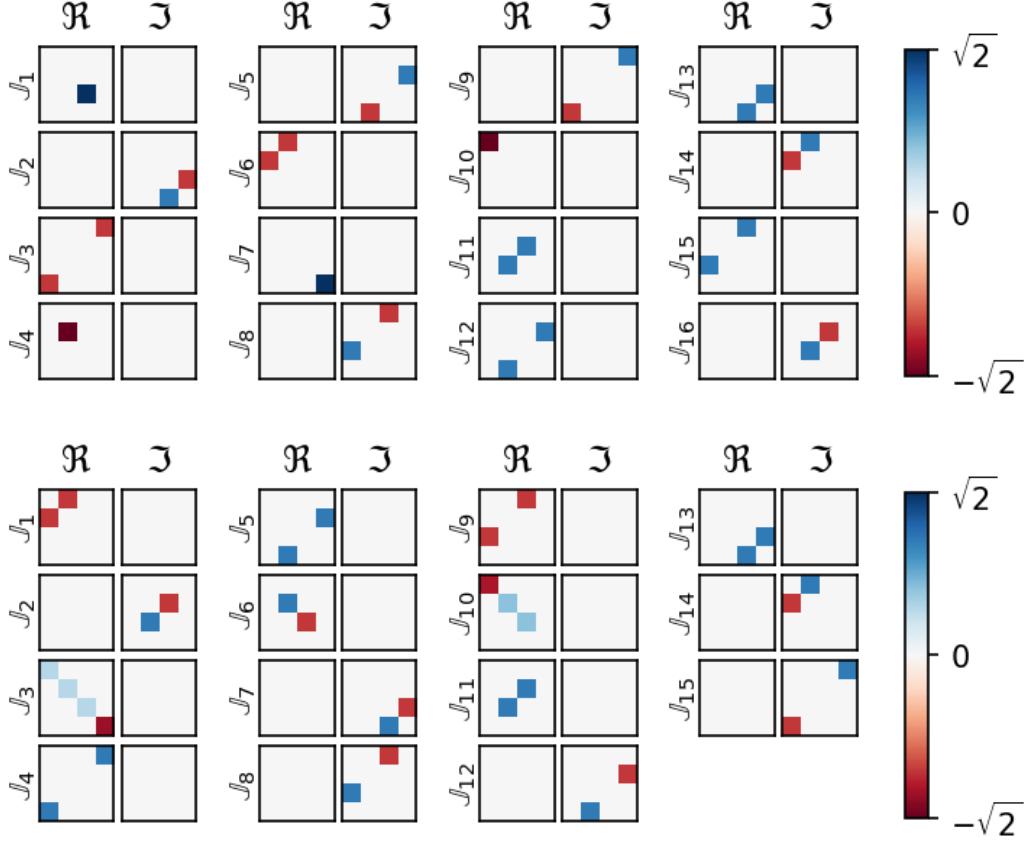 ℜ ℑ ℜ ℑ ℜ ℑ ℜ ℑ
𝕁1 𝕁5 𝕁9 𝕁13 √2
𝕁2 𝕁6 𝕁10 𝕁14
𝕁3 𝕁7 𝕁11 𝕁15 0
𝕁4 𝕁8 𝕁12 𝕁16
−√2
ℜ ℑ ℜ ℑ ℜ ℑ ℜ ℑ
𝕁1 𝕁5 𝕁9 𝕁13 √2
𝕁2 𝕁6 𝕁10 𝕁14
𝕁3 𝕁7 𝕁11 𝕁15 0
𝕁4 𝕁8 𝕁12
−√2